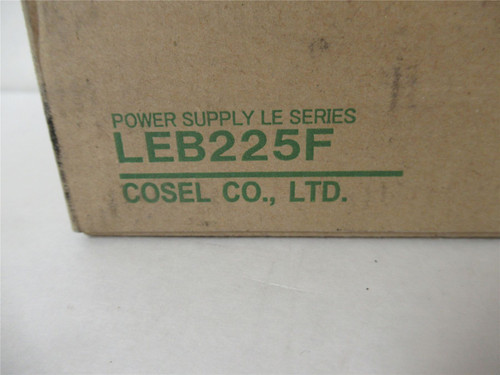 POWER SUPPLY LE SERIES
LEB225F
COSEL CO., LTD.